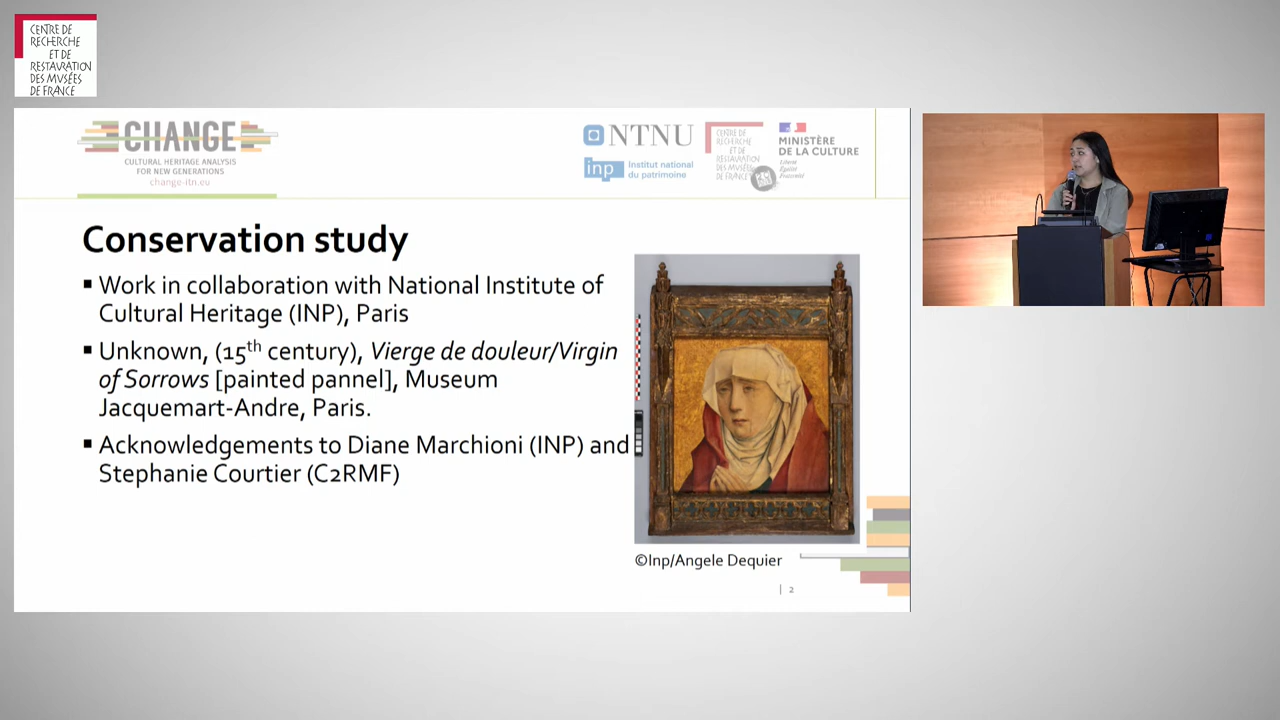 CENTRE DE
RECHERCHE
ET DE
RESTAURATION
DES MUSÉES
DE FRANCE
CHANGE
CULTURAL HERITAGE ANALYSIS
FOR NEW GENERATIONS
change-itn.eu
NTNU
inp Institut national
du patrimoine
CENTRE DE
RECHERCHE
ET DE
RESTAURATION
DES MUSÉES
DE FRANCE
MINISTÈRE
DE LA CULTURE
Liberté
Égalité
Fraternité
Conservation study
▪ Work in collaboration with National Institute of
Cultural Heritage (INP), Paris
▪ Unknown, (15th century), Vierge de douleur/Virgin
of Sorrows [painted pannel], Museum
Jacquemart-Andre, Paris.
▪ Acknowledgements to Diane Marchioni (INP) and
Stephanie Courtier (C2RMF)
©Inp/Angele Dequier
| 2